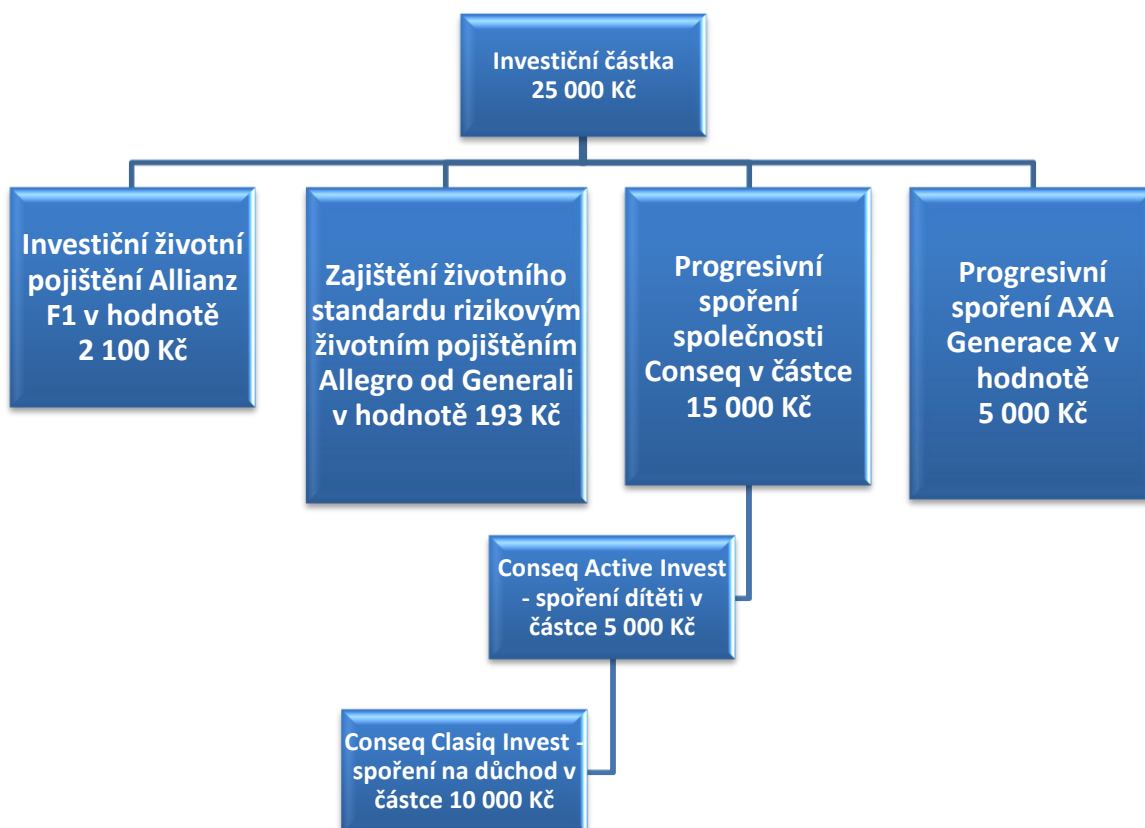 Investiční částka
25 000 Kč
Investiční životní
pojištění Allianz
F1 v hodnotě
2 100 Kč
Zajištění životního
standardu rizikovým
životním pojištěním
Allegro od Generali
v hodnotě 193 Kč
Progresivní
spoření
společnosti
Conseq v částce
15 000 Kč
Progresivní
spoření AXA
Generace X v
hodnotě
5 000 Kč
Conseq Active Invest
- spoření dítěti v
částce 5 000 Kč
Conseq Clasiq Invest -
spoření na důchod v
částce 10 000 Kč